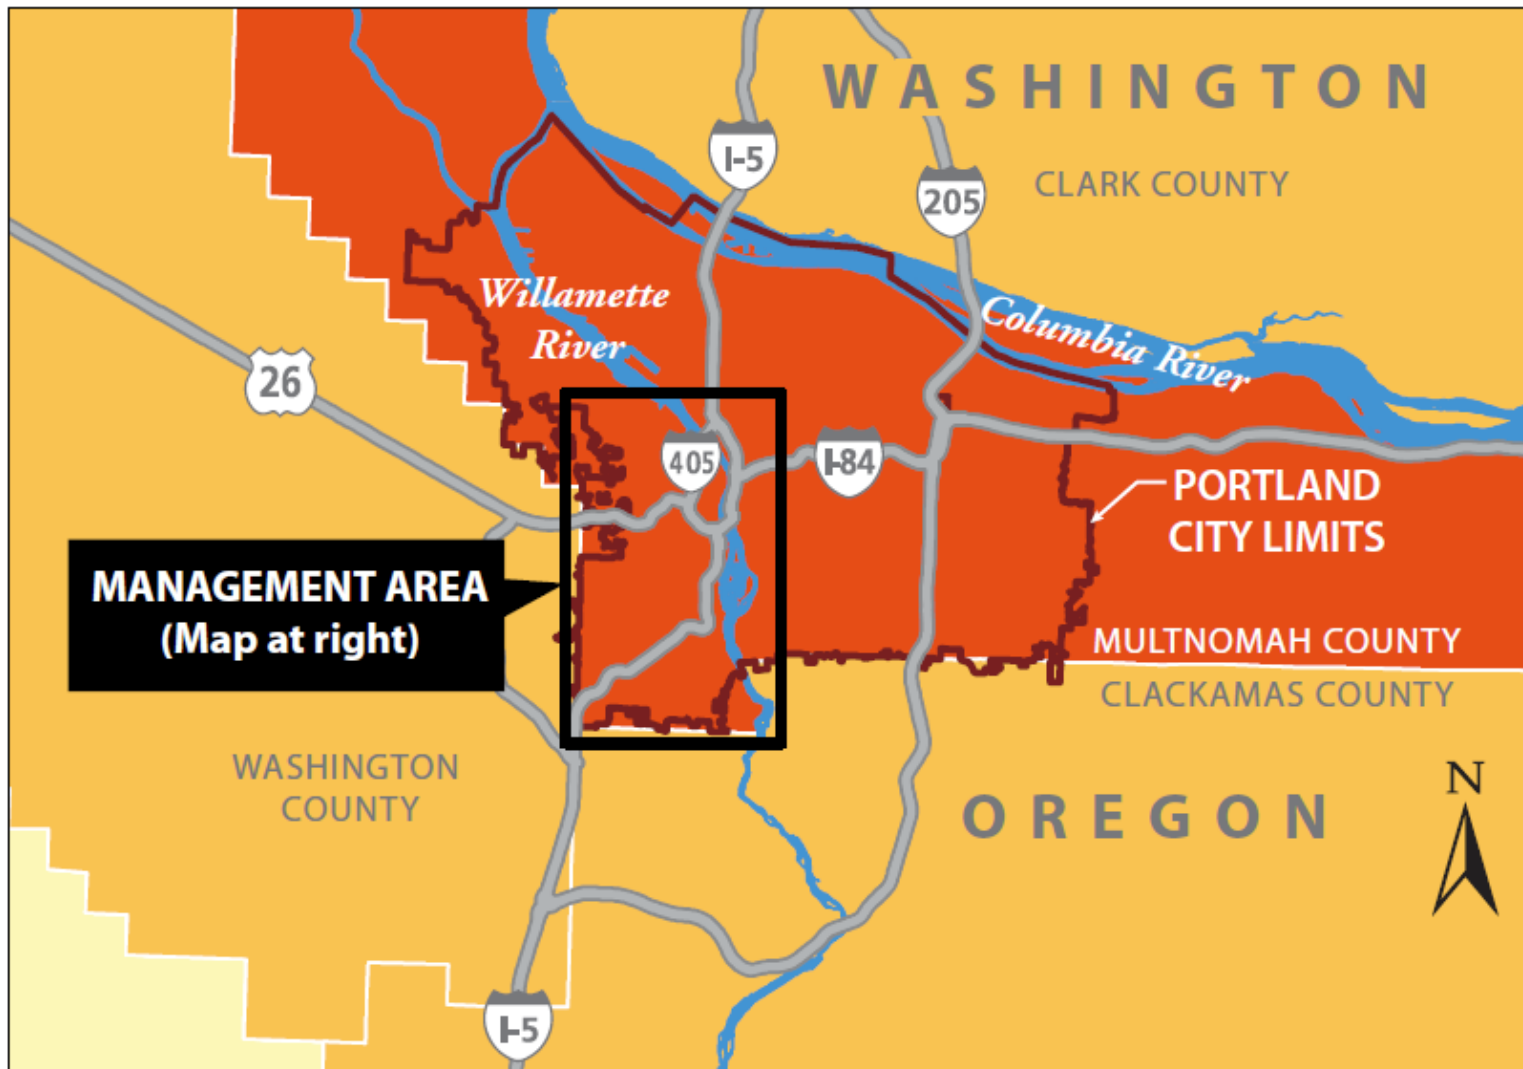 WASHINGTON
I-5
CLARK COUNTY
205
Willamette
River
Columbia River
26
405
I-84
PORTLAND
CITY LIMITS
MANAGEMENT AREA
(Map at right)
MULTNOMAH COUNTY
CLACKAMAS COUNTY
WASHINGTON
COUNTY
OREGON
N
I-5